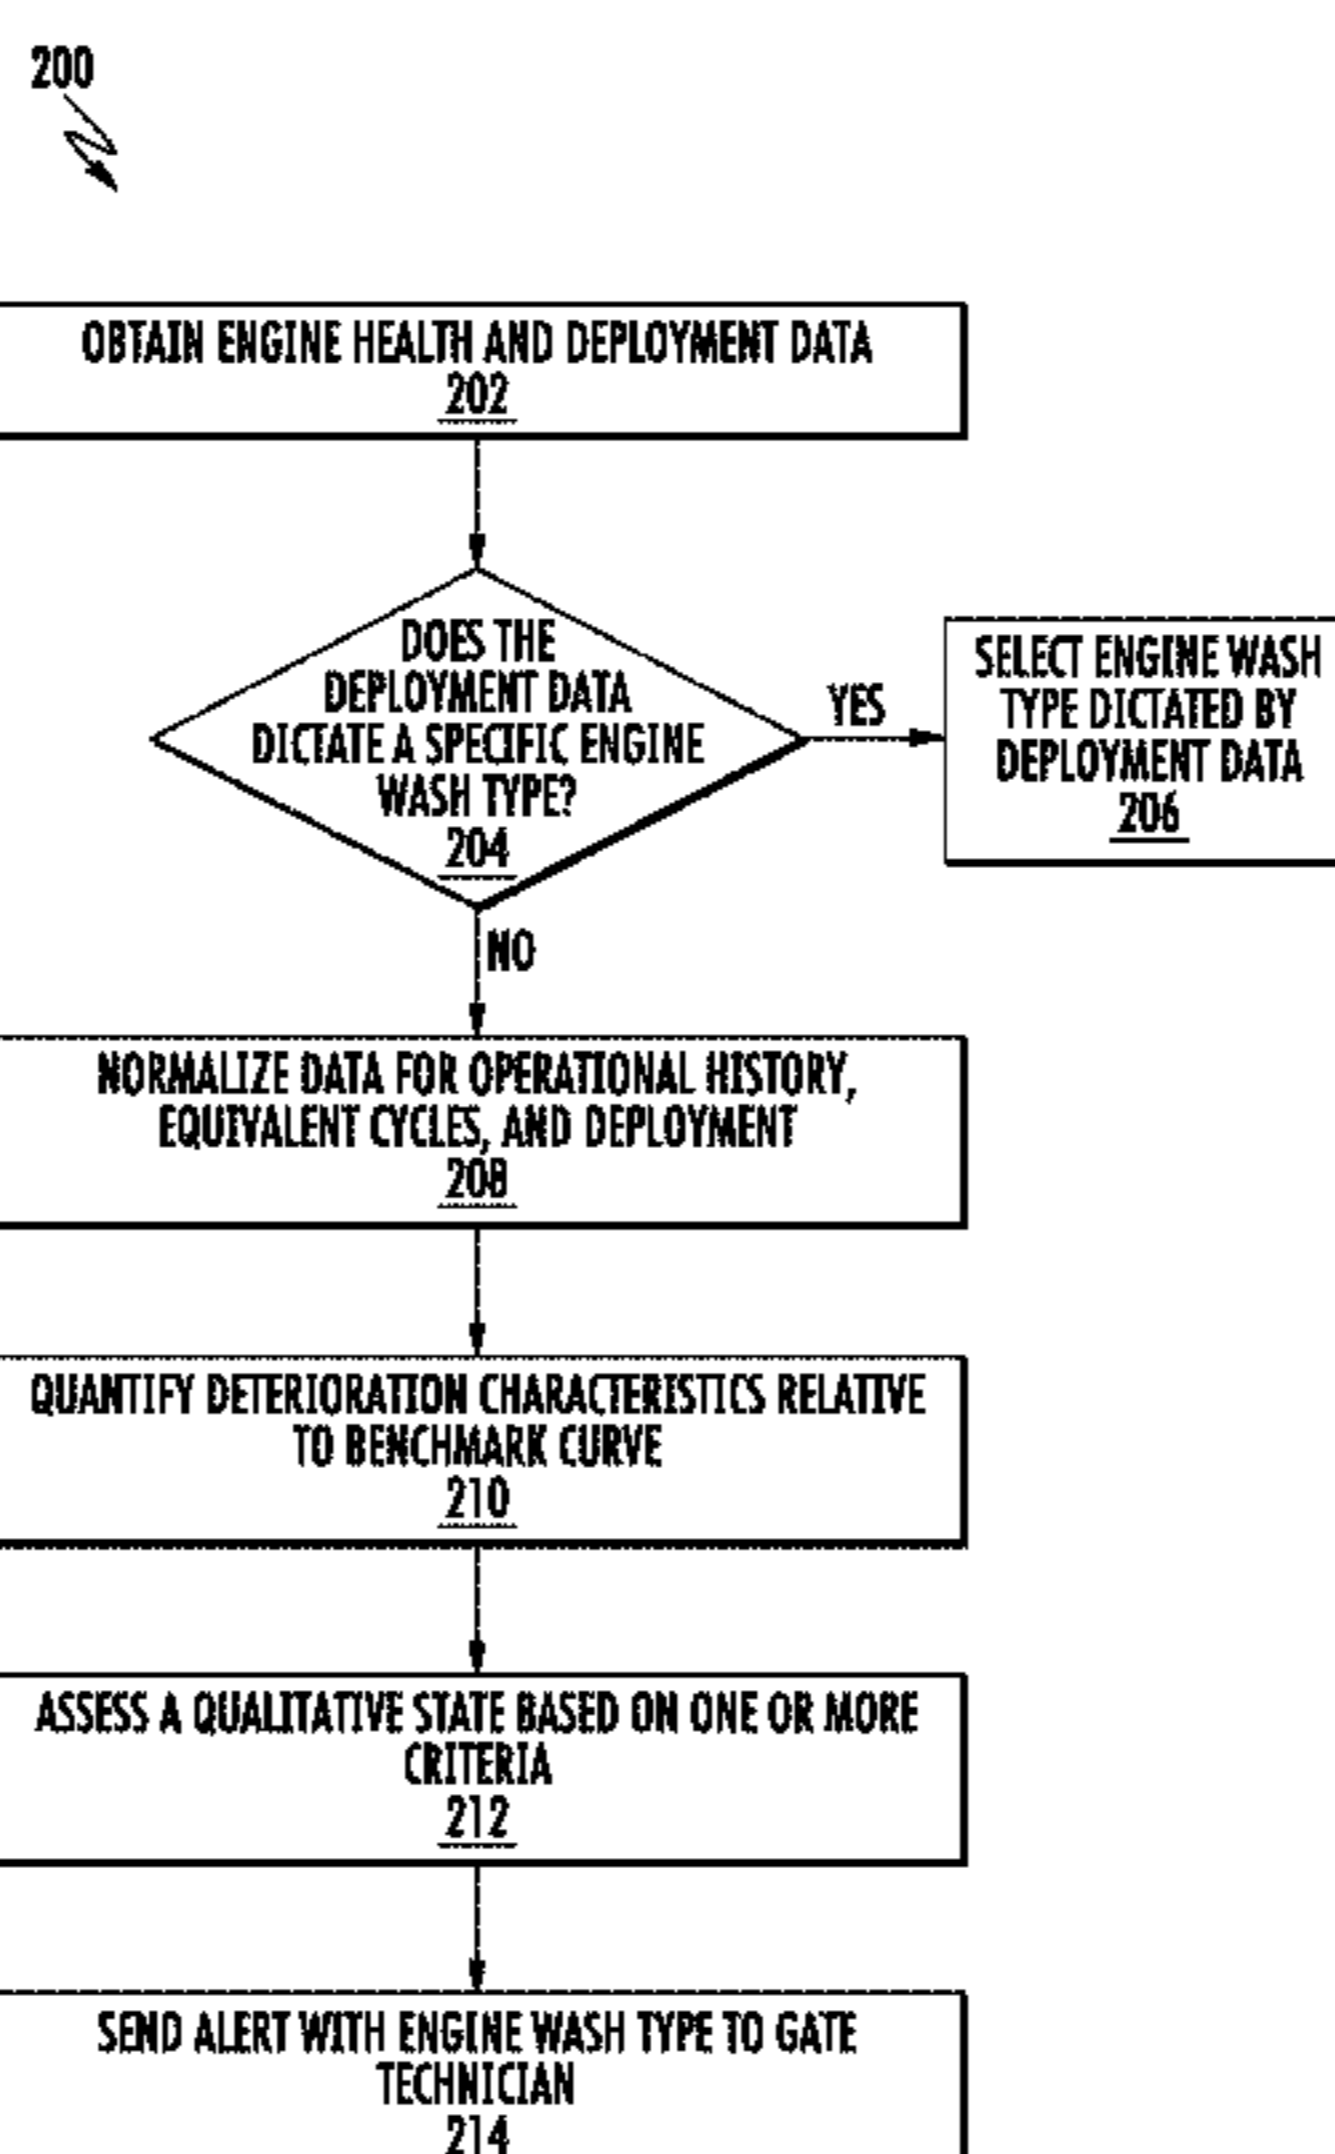 200
OBTAIN ENGINE HEALTH AND DEPLOYMENT DATA
202
DOES THE
DEPLOYMENT DATA
DICTATE A SPECIFIC ENGINE
WASH TYPE?
204
YES
SELECT ENGINE WASH
TYPE DICTATED BY
DEPLOYMENT DATA
206
NO
NORMALIZE DATA FOR OPERATIONAL HISTORY,
EQUIVALENT CYCLES, AND DEPLOYMENT
208
QUANTIFY DETERIORATION CHARACTERISTICS RELATIVE
TO BENCHMARK CURVE
210
ASSESS A QUALITATIVE STATE BASED ON ONE OR MORE
CRITERIA
212
SEND ALERT WITH ENGINE WASH TYPE TO GATE
TECHNICIAN
214